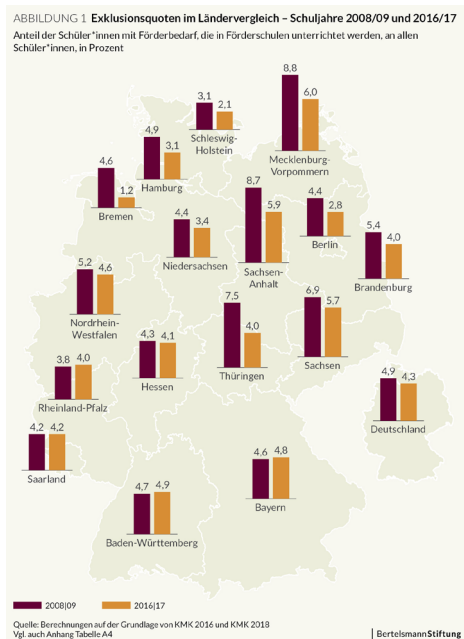 ABBILDUNG 1 Exklusionsquoten im Ländervergleich – Schuljahre 2008/09 und 2016/17
Anteil der Schüler*innen mit Förderbedarf, die in Förderschulen unterrichtet werden, an allen
Schüler*innen, in Prozent
8,8
6,0
Mecklenburg-
Vorpommern
3,1
2,1
Schleswig-
Holstein
4,9
3,1
Hamburg
4,6
1,2
Bremen
8,7
5,9
Sachsen-
Anhalt
4,4
2,8
Berlin
4,4
3,4
Niedersachsen
5,4
4,0
Brandenburg
5,2
4,6
Nordrhein-
Westfalen
6,9
5,7
Sachsen
7,5
4,0
Thüringen
4,3
4,1
Hessen
3,8
4,0
Rheinland-Pfalz
4,9
4,3
Deutschland
4,2
4,2
Saarland
4,6
4,8
Bayern
4,7
4,9
Baden-Württemberg
2008|09
2016|17
Quelle: Berechnungen auf der Grundlage von KMK 2016 und KMK 2018
Vgl. auch Anhang Tabelle A4
BertelsmannStiftung